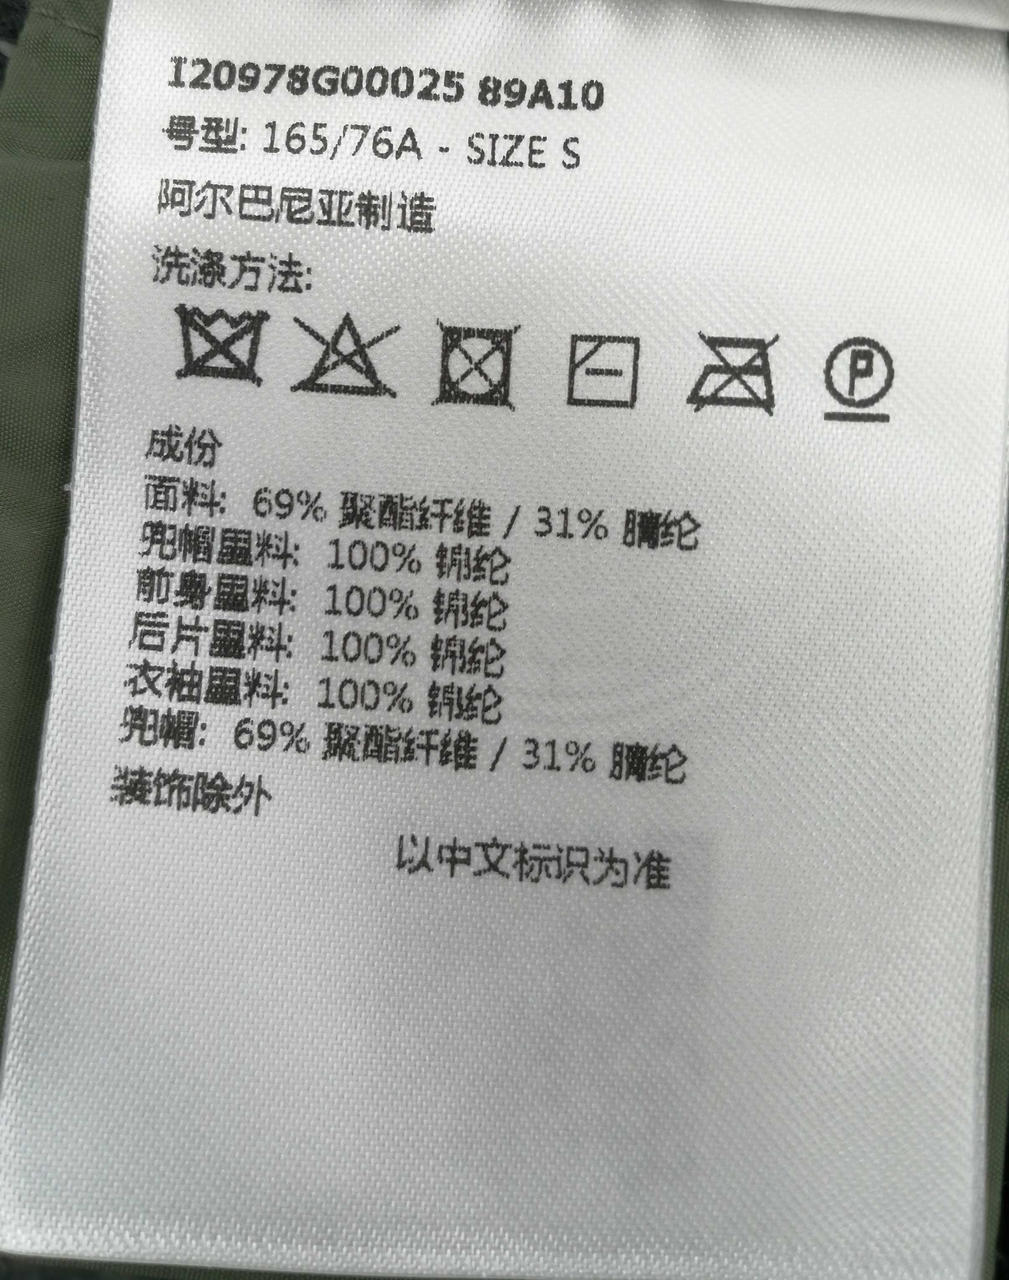 I20978G00025 89A10
号型: 165/76A - SIZE S
阿尔巴尼亚制造
洗涤方法:
P
成份
面料: 69% 聚酯纤维 / 31% 腈纶
兜帽里料: 100% 锦纶
前身里料: 100% 锦纶
后片里料: 100% 锦纶
衣袖里料: 100% 锦纶
兜帽: 69% 聚酯纤维 / 31% 腈纶
装饰除外
以中文标识为准